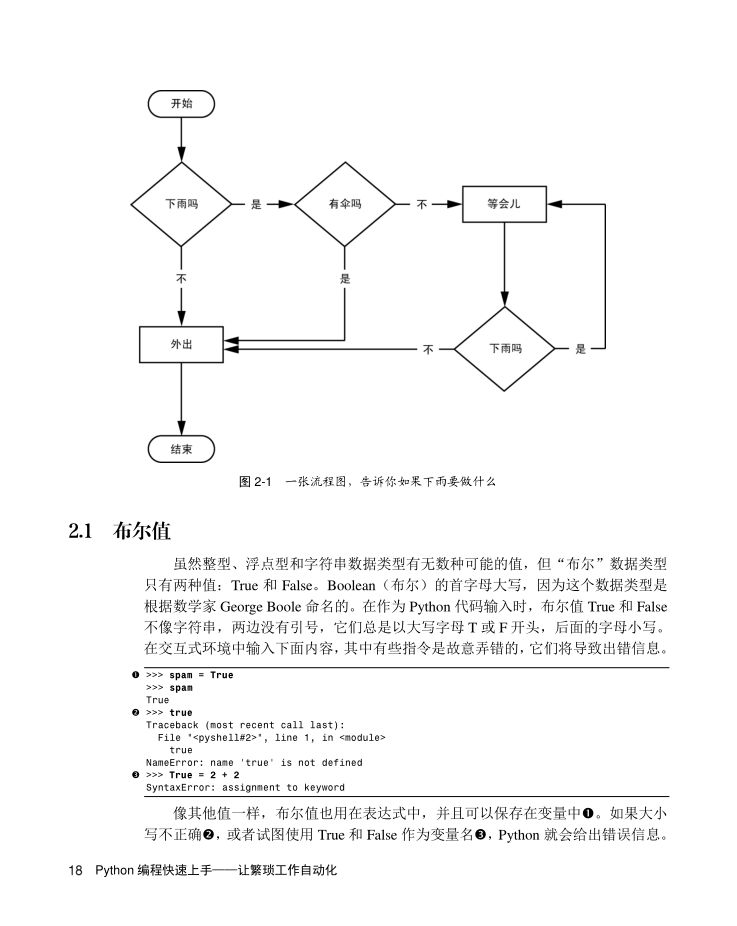 开始
下雨吗
是
有伞吗
不
等会儿
不
是
外出
不
下雨吗
是
结束
图 2-1 一张流程图，告诉你如果下雨要做什么
2.1 布尔值
虽然整型、浮点型和字符串数据类型有无数种可能的值，但“布尔”数据类型
只有两种值：True 和 False。Boolean（布尔）的首字母大写，因为这个数据类型是
根据数学家 George Boole 命名的。在作为 Python 代码输入时，布尔值 True 和 False
不像字符串，两边没有引号，它们总是以大写字母 T 或 F 开头，后面的字母小写。
在交互式环境中输入下面内容，其中有些指令是故意弄错的，它们将导致出错信息。
❶ >>> spam = True
>>> spam
True
❷ >>> true
Traceback (most recent call last):
  File "<pyshell#2>", line 1, in <module>
    true
NameError: name 'true' is not defined
❸ >>> True = 2 + 2
SyntaxError: assignment to keyword
像其他值一样，布尔值也用在表达式中，并且可以保存在变量中❶。如果大小
写不正确❷，或者试图使用 True 和 False 作为变量名❸，Python 就会给出错误信息。
18 Python 编程快速上手——让繁琐工作自动化